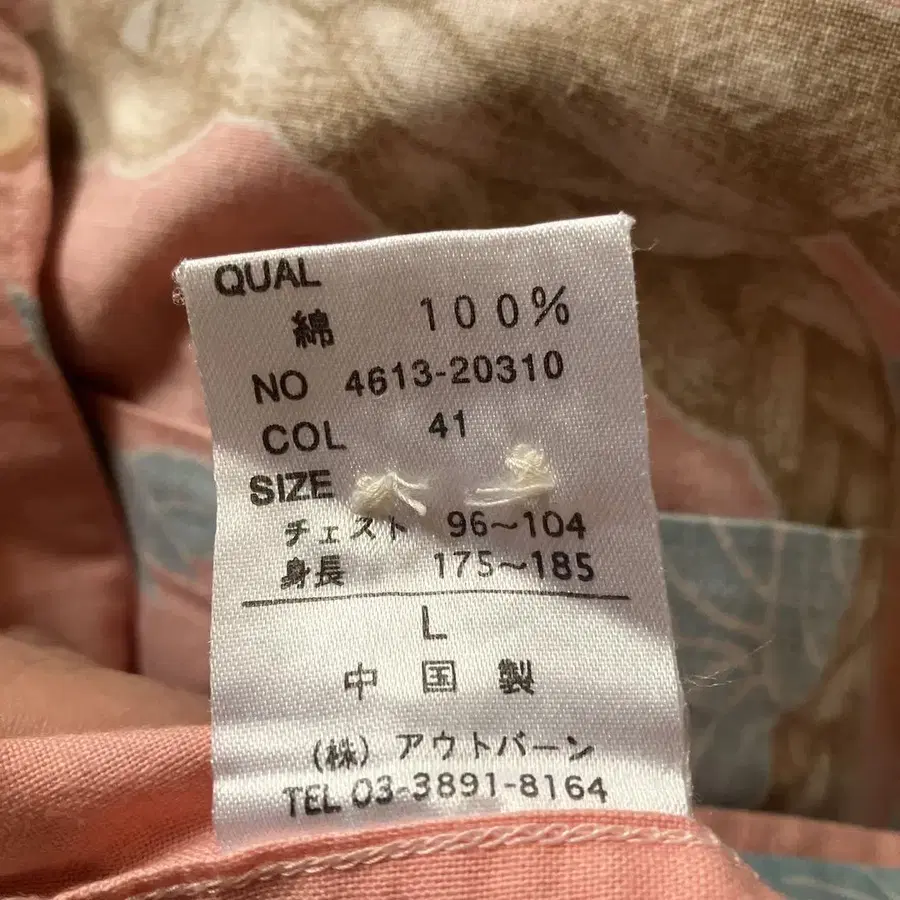 QUAL
綿 100%
NO 4613-20310
COL 41
SIZE
チェスト 96~104
身長 175~185
L
中国製
(株) アウトバーン
TEL 03-3891-8164